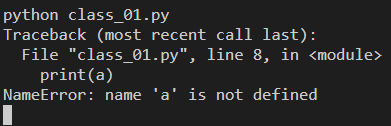 python class_01.py
Traceback (most recent call last):
  File "class_01.py", line 8, in <module>
    print(a)
NameError: name 'a' is not defined